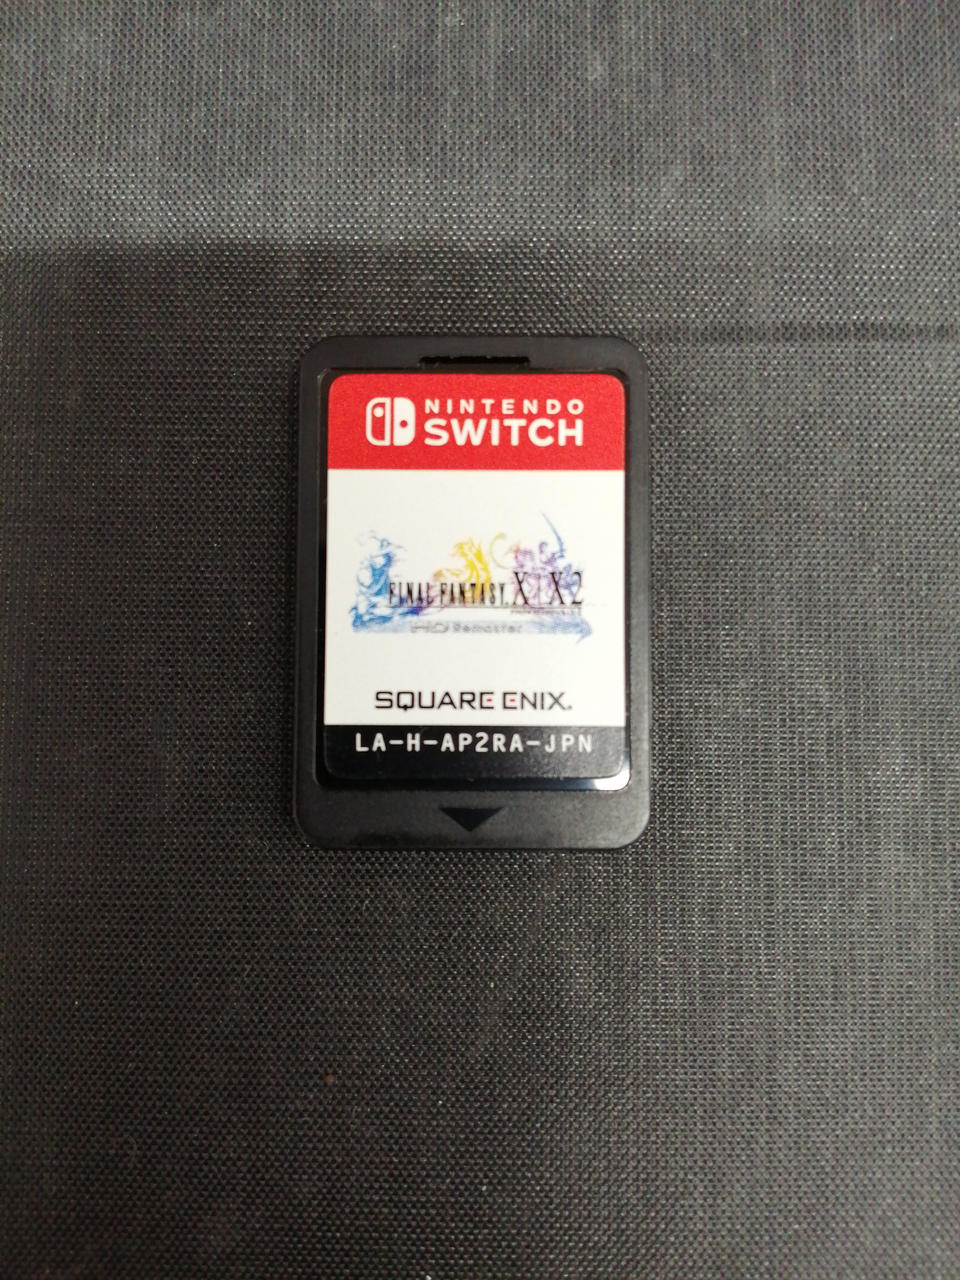 NINTENDO
SWITCH
FINAL FANTASY X X-2
HD Remaster
SQUARE ENIX.
LA-H-AP2RA-JPN